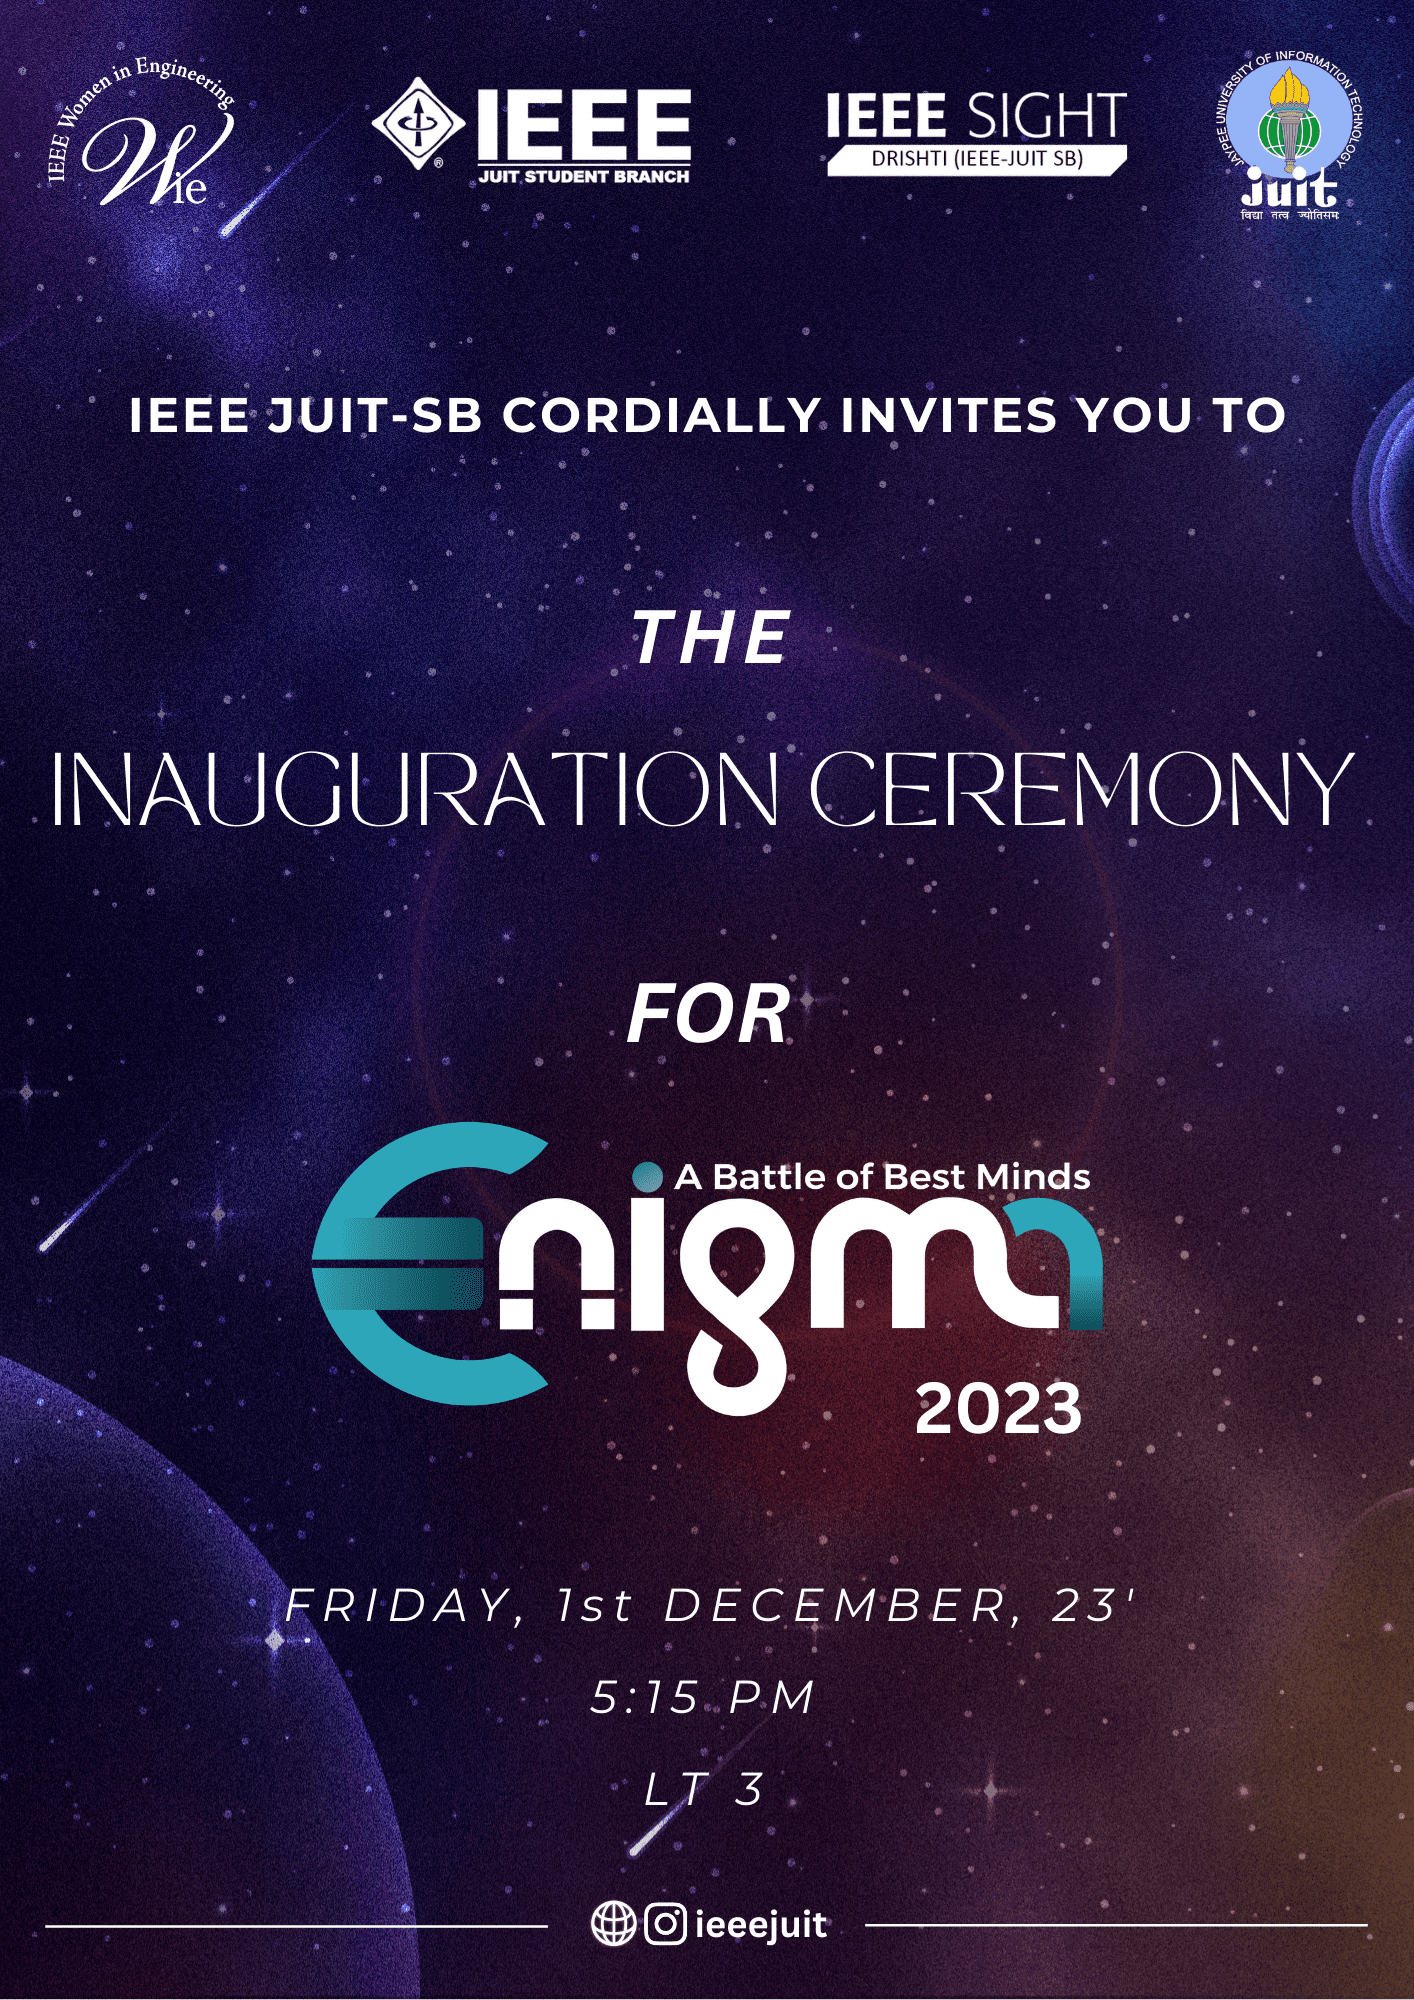 IEEE Women in Engineering
Wie
IEEE
JUIT STUDENT BRANCH
IEEE SIGHT
DRISHTI (IEEE-JUIT SB)
JAYPEE UNIVERSITY OF INFORMATION TECHNOLOGY
juit
विद्या तत्व ज्योतिसमः
IEEE JUIT-SB CORDIALLY INVITES YOU TO
THE
INAUGURATION CEREMONY
FOR
A Battle of Best Minds
Enigma
2023
FRIDAY, 1st DECEMBER, 23'
5:15 PM
LT 3
ieeejuit